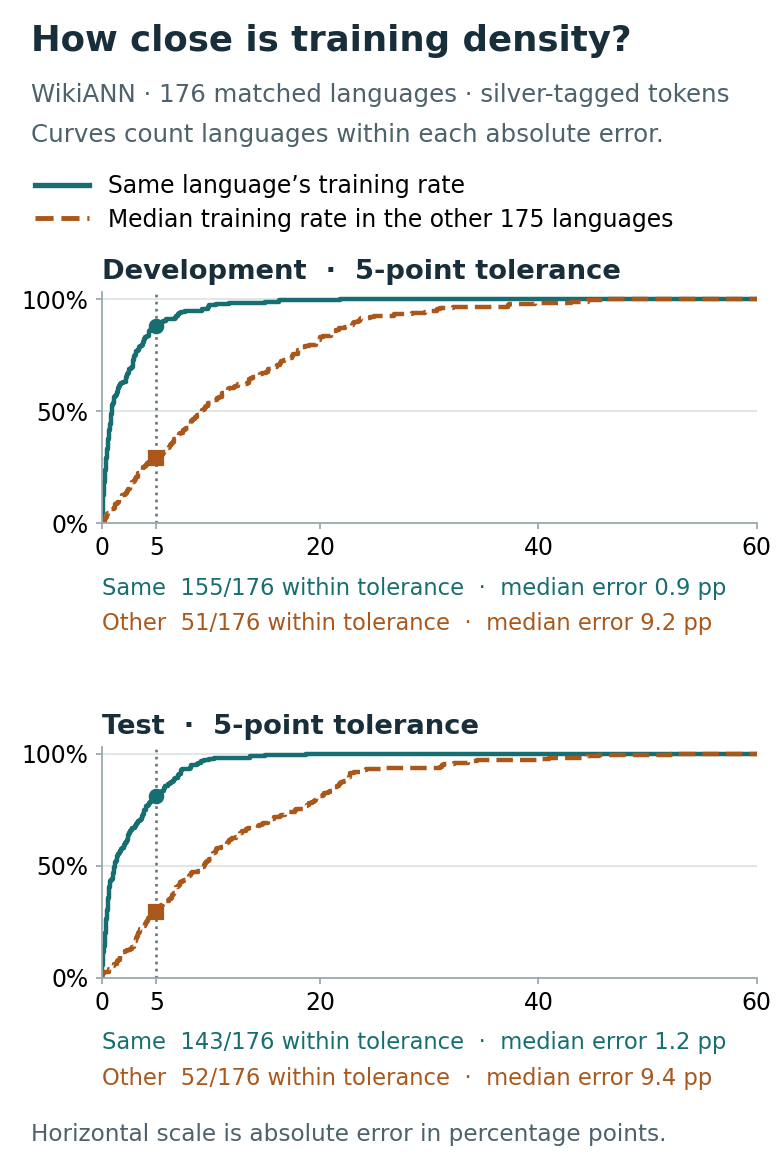 How close is training density?
WikiANN · 176 matched languages · silver-tagged tokens
Curves count languages within each absolute error.
Same language’s training rate
Median training rate in the other 175 languages
Development · 5-point tolerance
100%
50%
0%
0 5 20 40 60
Same 155/176 within tolerance · median error 0.9 pp
Other 51/176 within tolerance · median error 9.2 pp
Test · 5-point tolerance
100%
50%
0%
0 5 20 40 60
Same 143/176 within tolerance · median error 1.2 pp
Other 52/176 within tolerance · median error 9.4 pp
Horizontal scale is absolute error in percentage points.